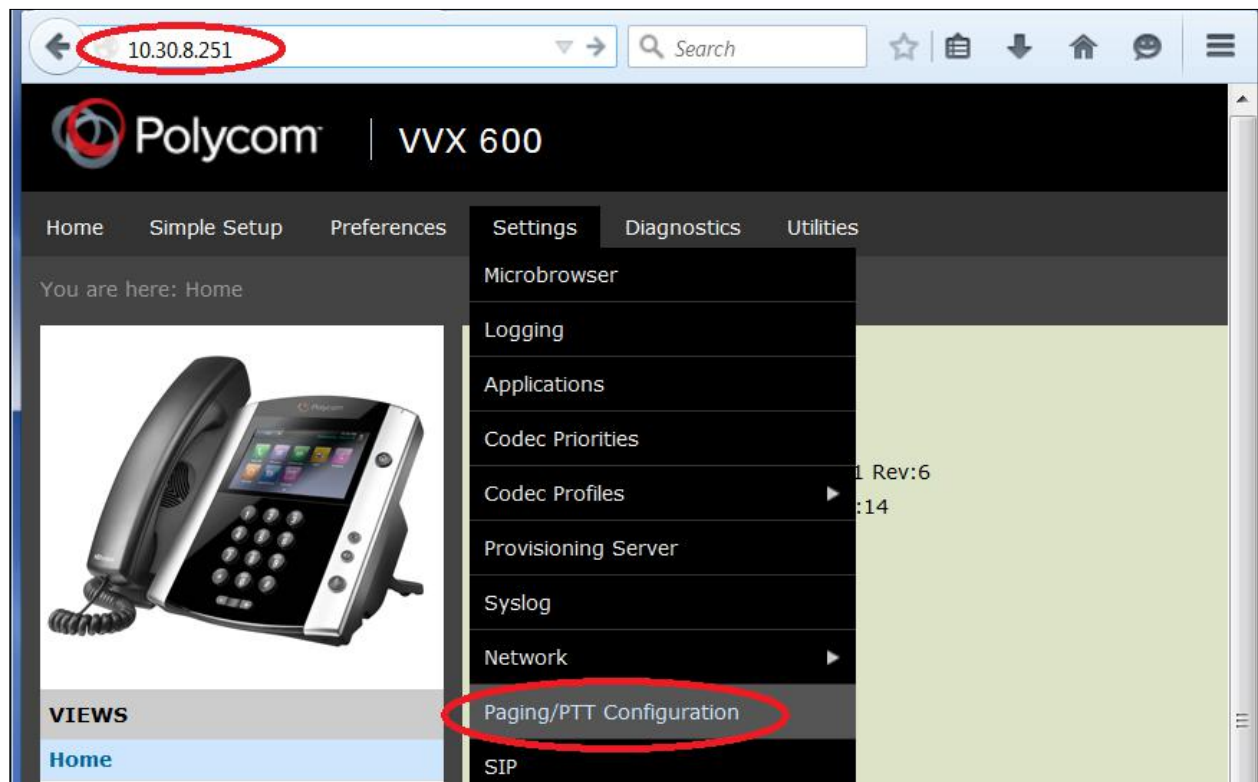 10.30.8.251 Search
Polycom VVX 600
Home Simple Setup Preferences Settings Diagnostics Utilities
You are here: Home
Microbrowser
Logging
Applications
Codec Priorities
Codec Profiles
Provisioning Server
Syslog
Network
Paging/PTT Configuration
SIP
1 Rev:6
:14
Polycom
VIEWS
Home